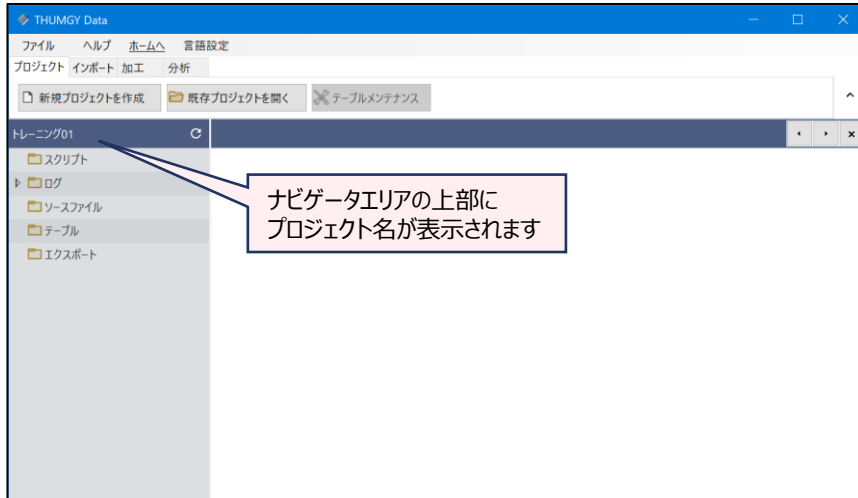 THUMGY Data
ファイル ヘルプ ホームへ 言語設定
プロジェクト インポート 加工 分析
新規プロジェクトを作成 既存プロジェクトを開く テーブルメンテナンス
トレーニング01
スクリプト
ログ
ソースファイル
テーブル
エクスポート
ナビゲータエリアの上部に
プロジェクト名が表示されます